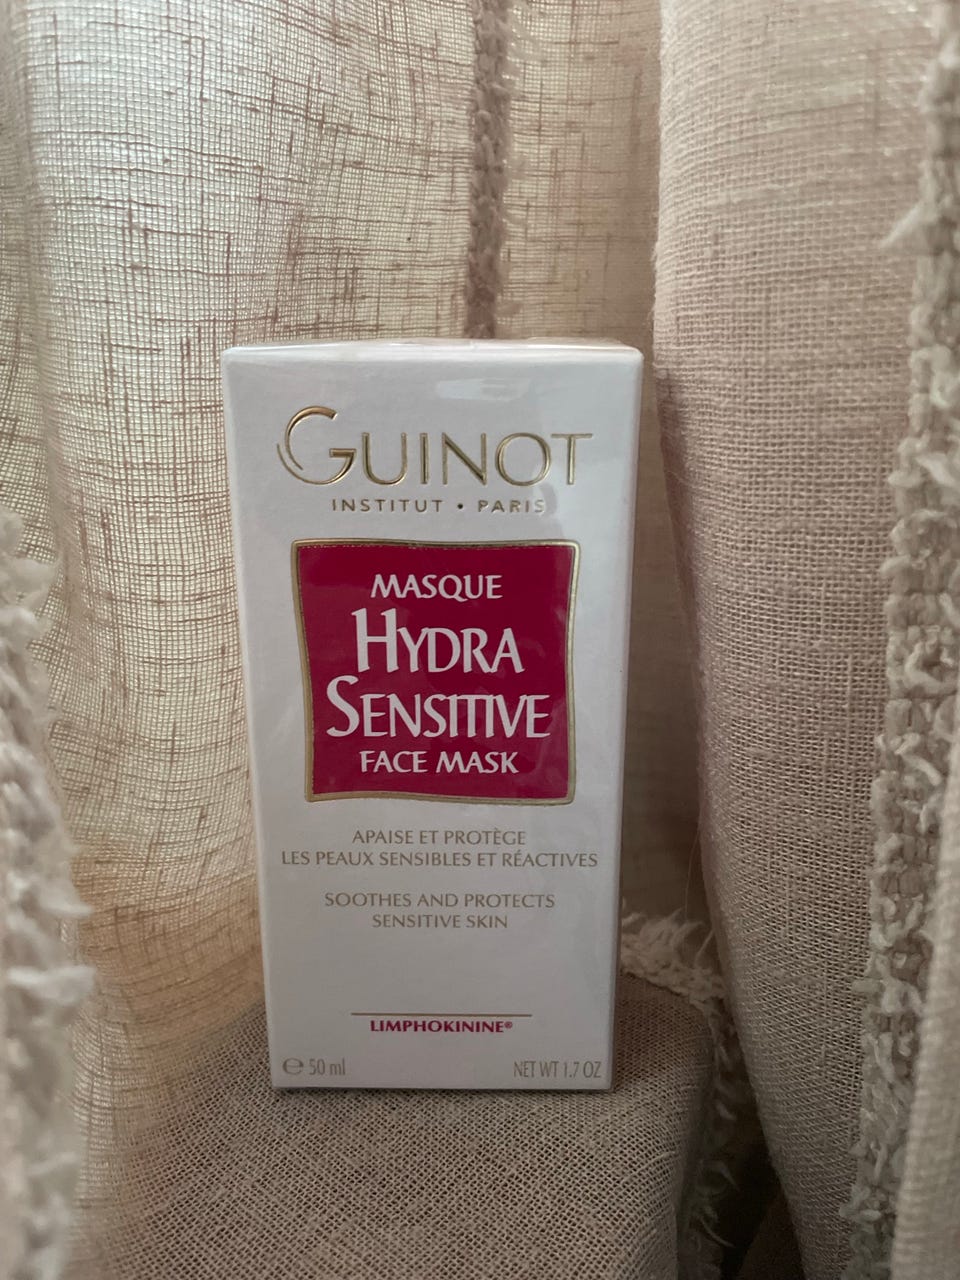 GUINOT
INSTITUT • PARIS
MASQUE
HYDRA
SENSITIVE
FACE MASK
APAISE ET PROTÈGE
LES PEAUX SENSIBLES ET RÉACTIVES
SOOTHES AND PROTECTS
SENSITIVE SKIN
LIMPHOKININE®
℮ 50 ml NET WT 1.7 OZ